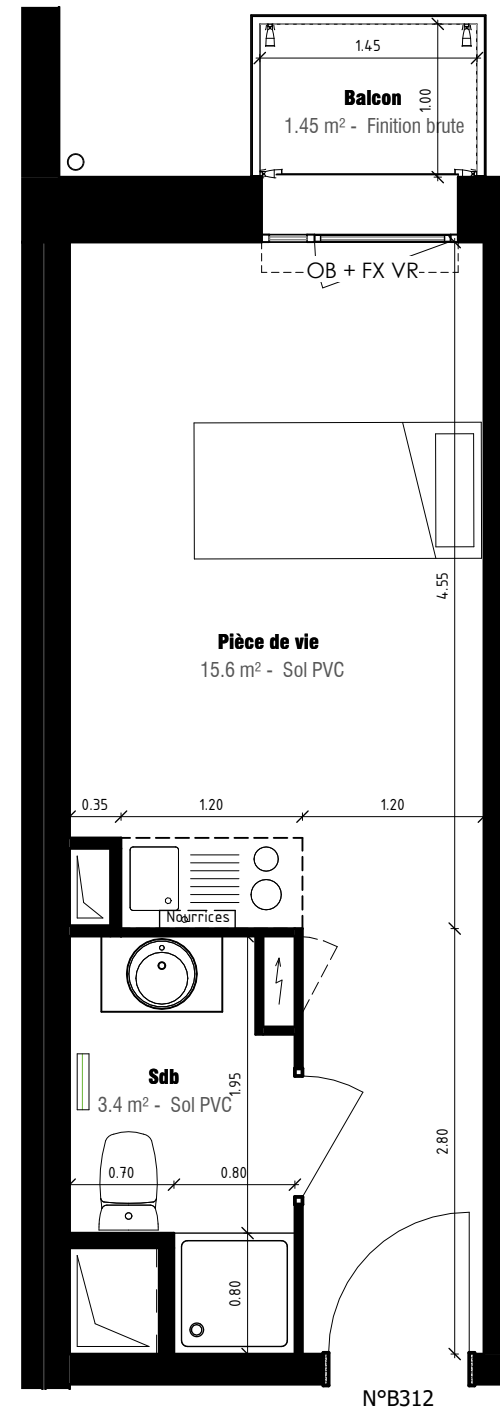 1.45
1.00
Balcon
1.45 m² - Finition brute
OB + FX VR
4.55
Pièce de vie
15.6 m² - Sol PVC
0.35
1.20
1.20
Nourrices
Sdb
3.4 m² - Sol PVC
1.95
2.80
0.70
0.80
0.80
N°B312